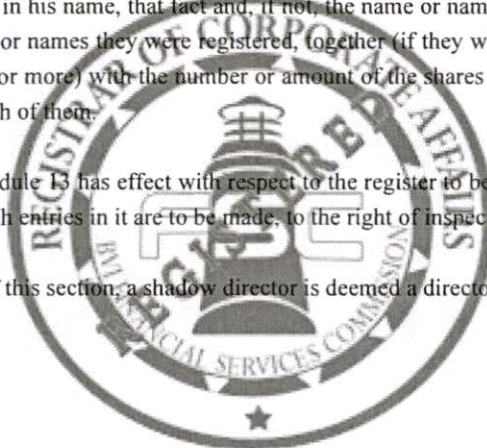 in his name, that fact and, if not, the name or nam
or names they were registered, together (if they w
or more) with the number or amount of the shares
h of them.
dule 13 has effect with respect to the register to be
h entries in it are to be made, to the right of inspec
f this section, a shadow director is deemed a directo
REGISTRAR OF CORPORATE AFFAIRS
REGISTERED
FSC
BVI FINANCIAL SERVICES COMMISSION